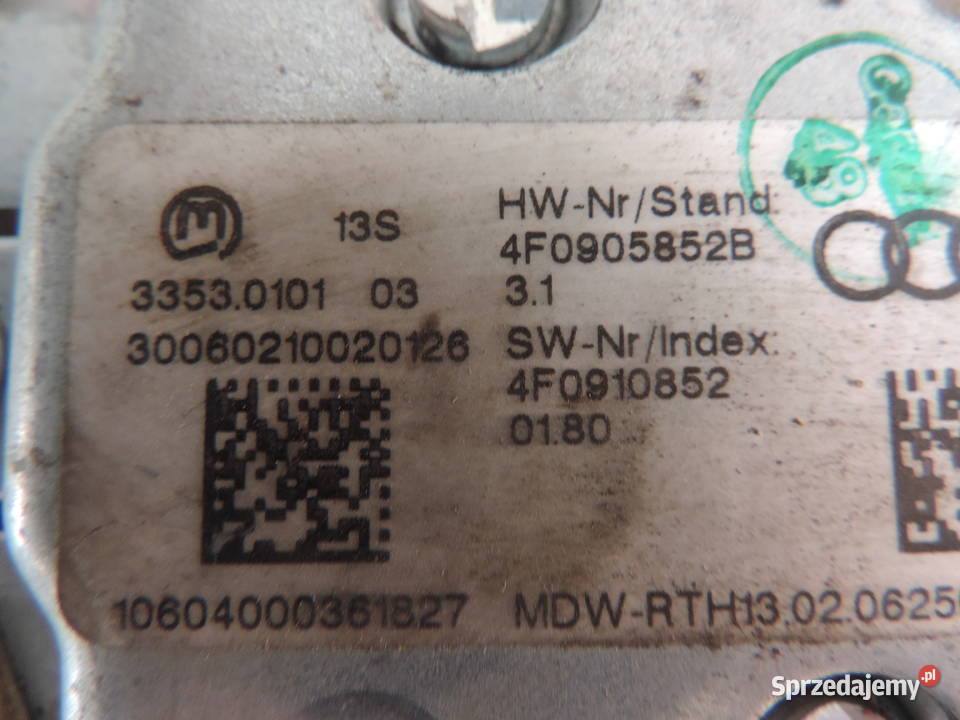 M
13S
3353.0101 03
30060210020126
10604000361827
HW-Nr/Stand:
4F0905852B
3.1
SW-Nr/Index:
4F0910852
01.80
MDW-RTH13.02.0625
Sprzedajemy.pl